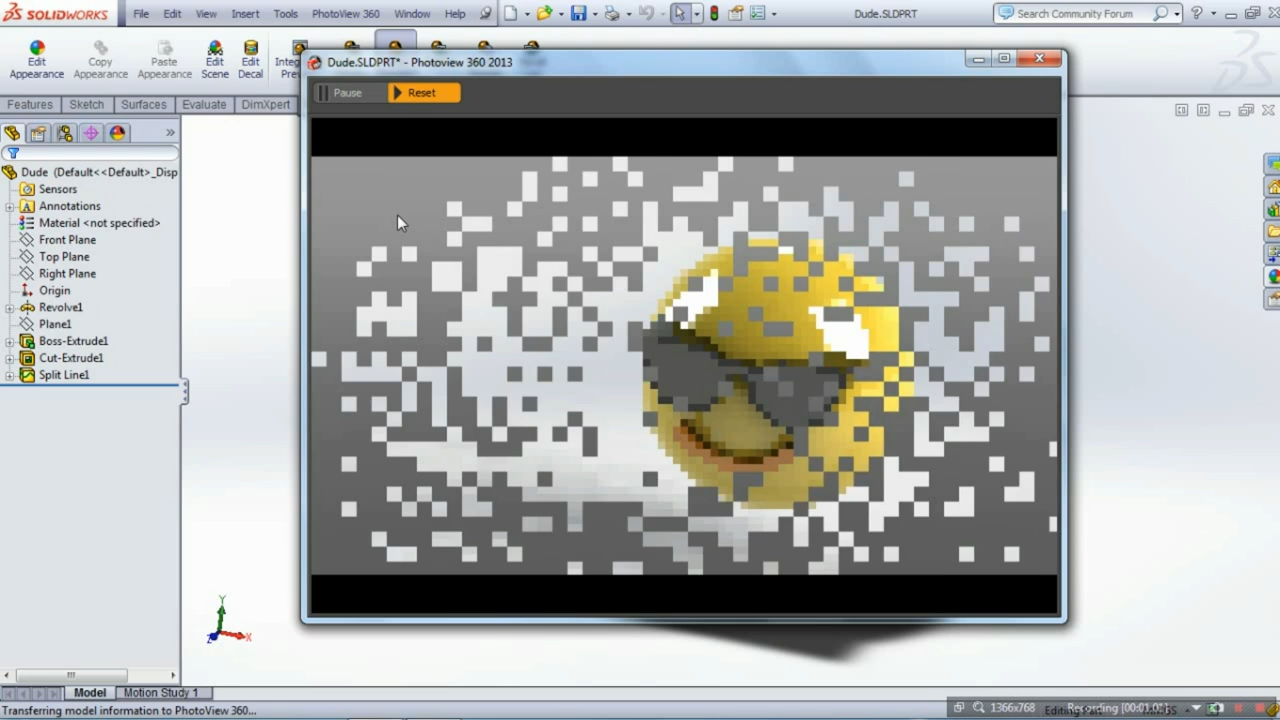 SOLIDWORKS File Edit View Insert Tools PhotoView 360 Window Help Dude.SLDPRT Search Community Forum
Edit Appearance
Copy Appearance
Paste Appearance
Edit Scene
Edit Decal
Dude.SLDPRT* - Photoview 360 2013
Pause Reset
Features Sketch Surfaces Evaluate DimXpert
Dude (Default<<Default>_Disp
Sensors
Annotations
Material <not specified>
Front Plane
Top Plane
Right Plane
Origin
Revolve1
Plane1
Boss-Extrude1
Cut-Extrude1
Split Line1
Y
X
Z
Model Motion Study 1
Transferring model information to PhotoView 360... 1366x768 Recording